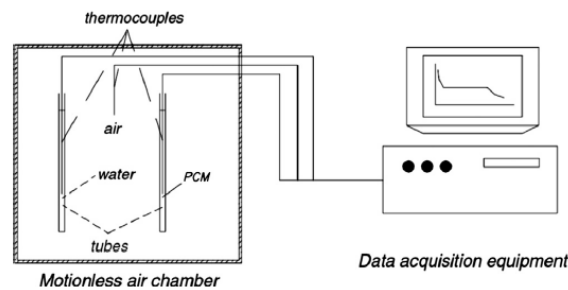 thermocouples
air
water
PCM
tubes
Motionless air chamber
Data acquisition equipment